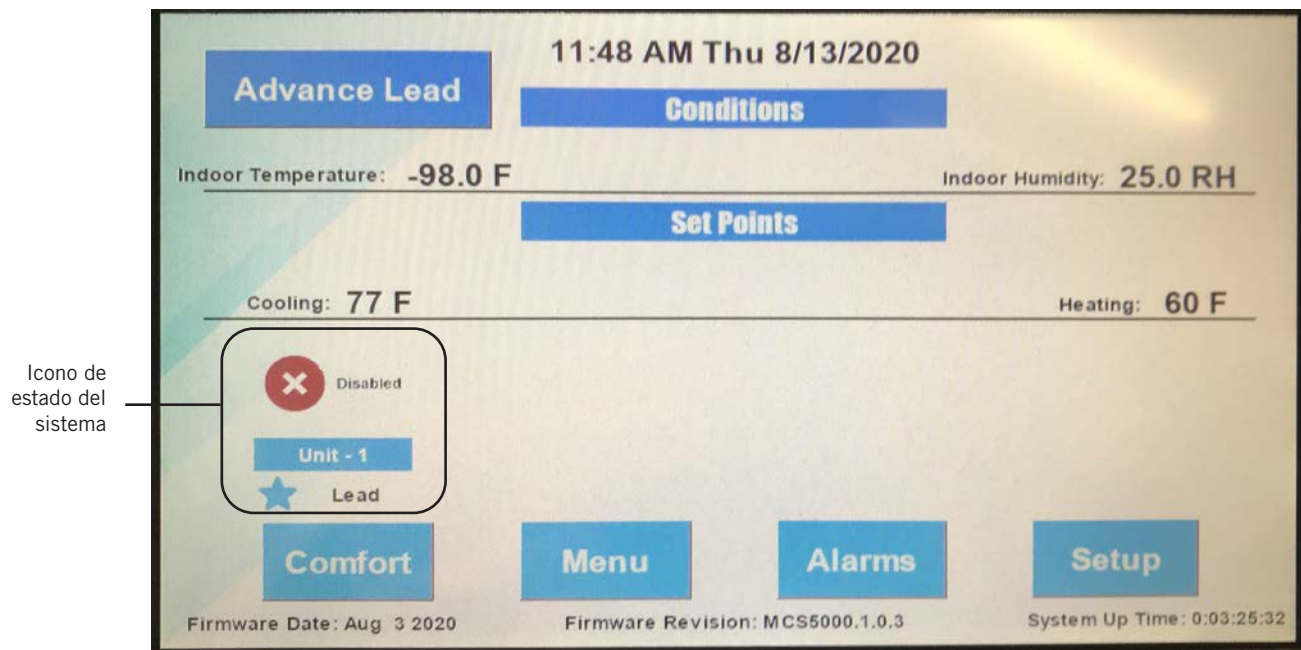 11:48 AM Thu 8/13/2020
Advance Lead
Conditions
Indoor Temperature: -98.0 F
Indoor Humidity: 25.0 RH
Set Points
Cooling: 77 F
Heating: 60 F
Icono de
estado del
sistema
Disabled
Unit - 1
Lead
Comfort
Menu
Alarms
Setup
Firmware Date: Aug 3 2020
Firmware Revision: MCS5000.1.0.3
System Up Time: 0:03:25:32